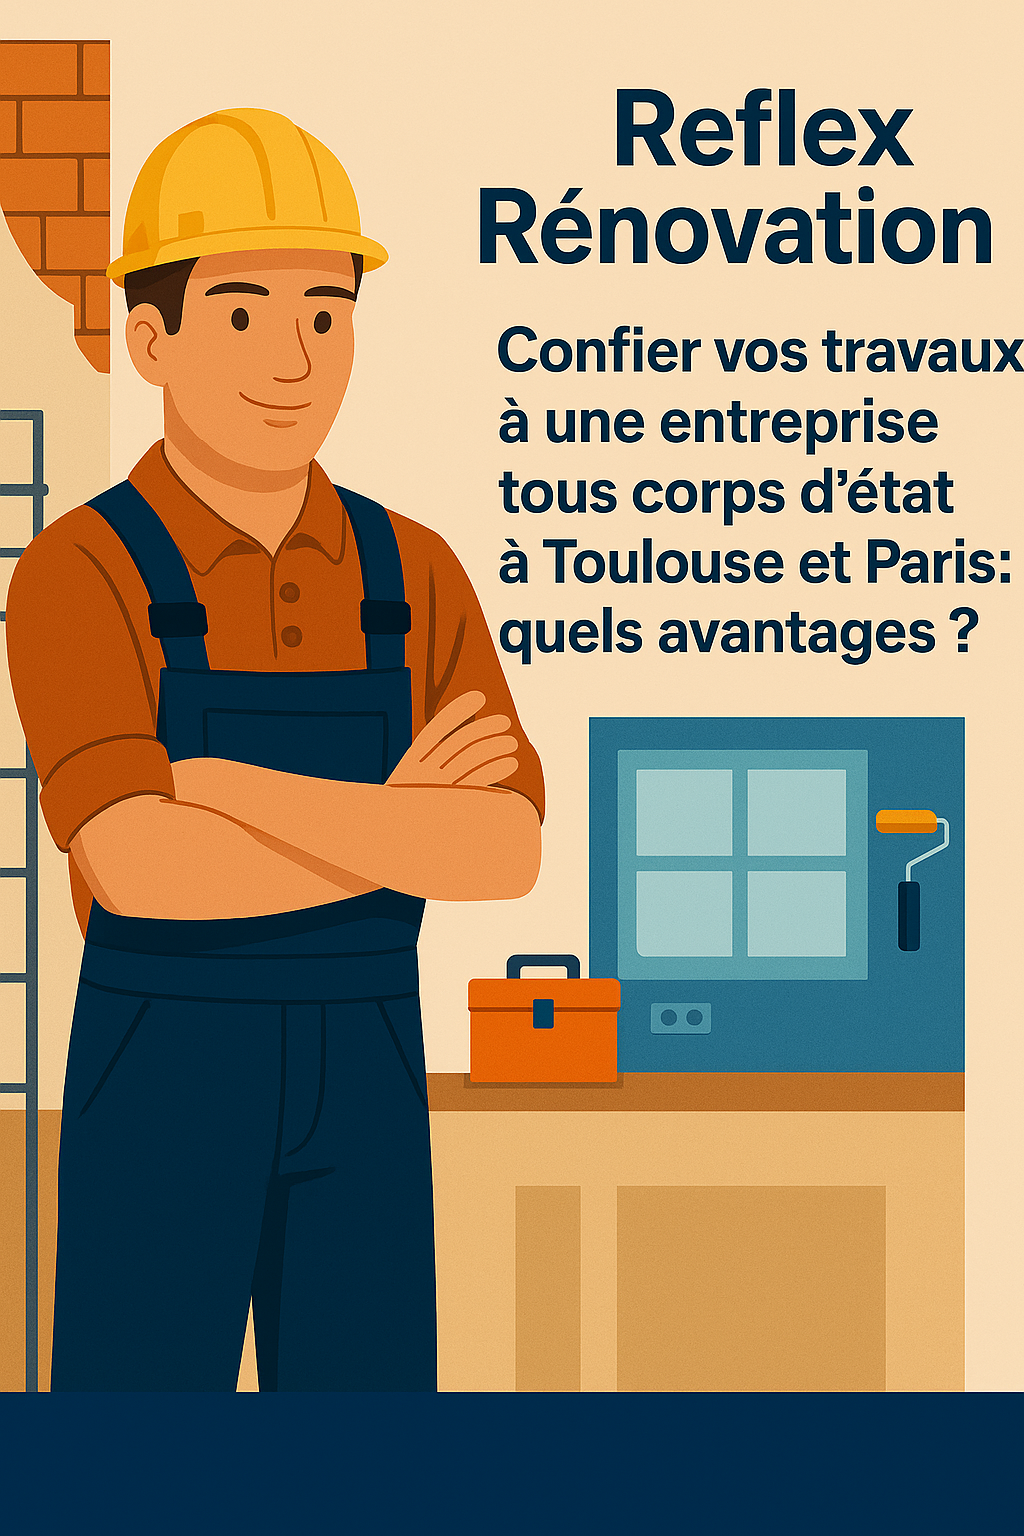 Reflex
Rénovation
Confier vos travaux
à une entreprise
tous corps d’état
à Toulouse et Paris:
quels avantages ?